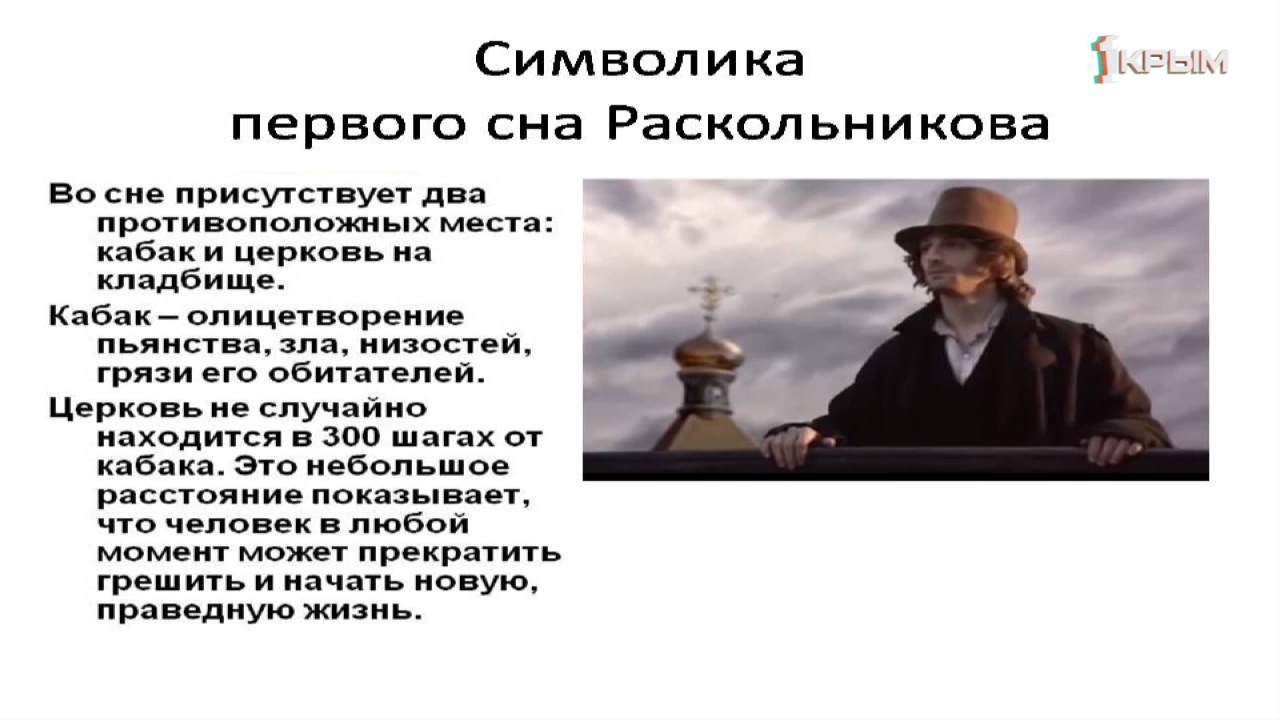 Символика
первого сна Раскольникова
1 КРЫМ
Во сне присутствует два
противоположных места:
кабак и церковь на
кладбище.
Кабак – олицетворение
пьянства, зла, низостей,
грязи его обитателей.
Церковь не случайно
находится в 300 шагах от
кабака. Это небольшое
расстояние показывает,
что человек в любой
момент может прекратить
грешить и начать новую,
праведную жизнь.